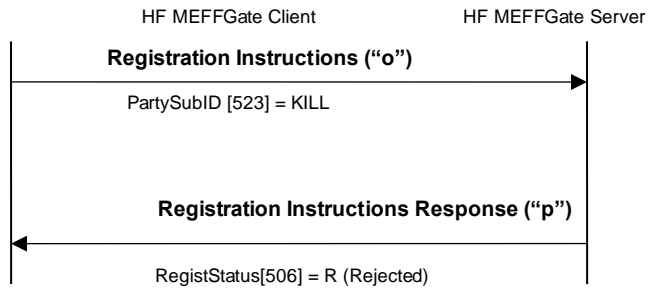 HF MEFFGate Client
HF MEFFGate Server
Registration Instructions (“o”)
PartySubID [523] = KILL
Registration Instructions Response (“p”)
RegistStatus[506] = R (Rejected)